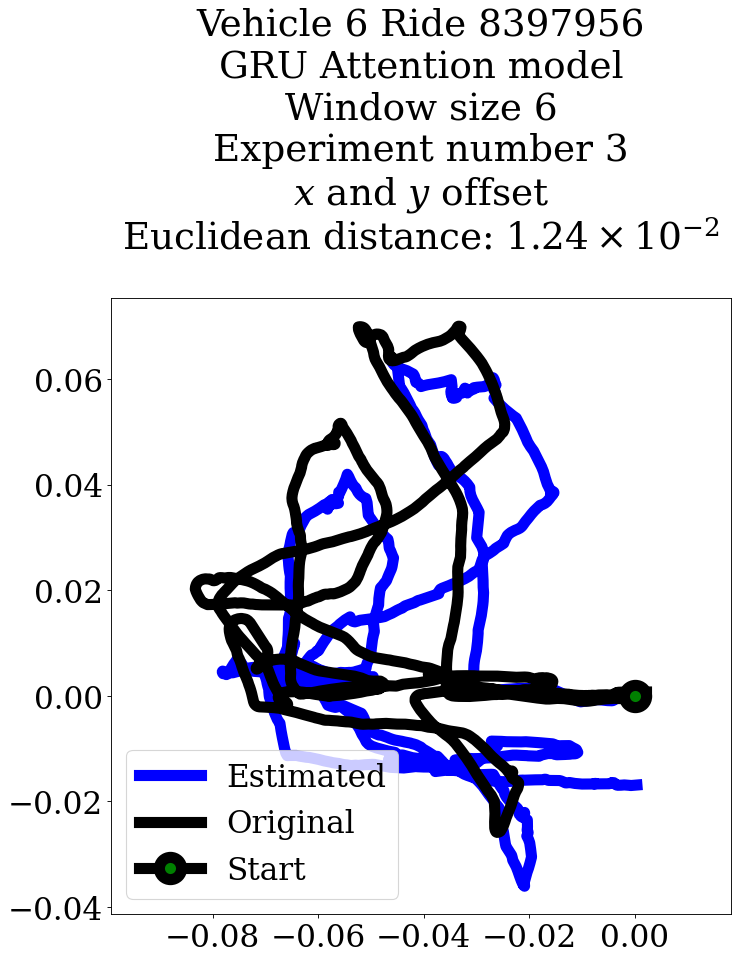 Vehicle 6 Ride 8397956
GRU Attention model
Window size 6
Experiment number 3
x and y offset
Euclidean distance: 1.24 × 10⁻²
0.06
0.04
0.02
0.00
−0.02
−0.04
Estimated
Original
Start
−0.08 −0.06 −0.04 −0.02 0.00